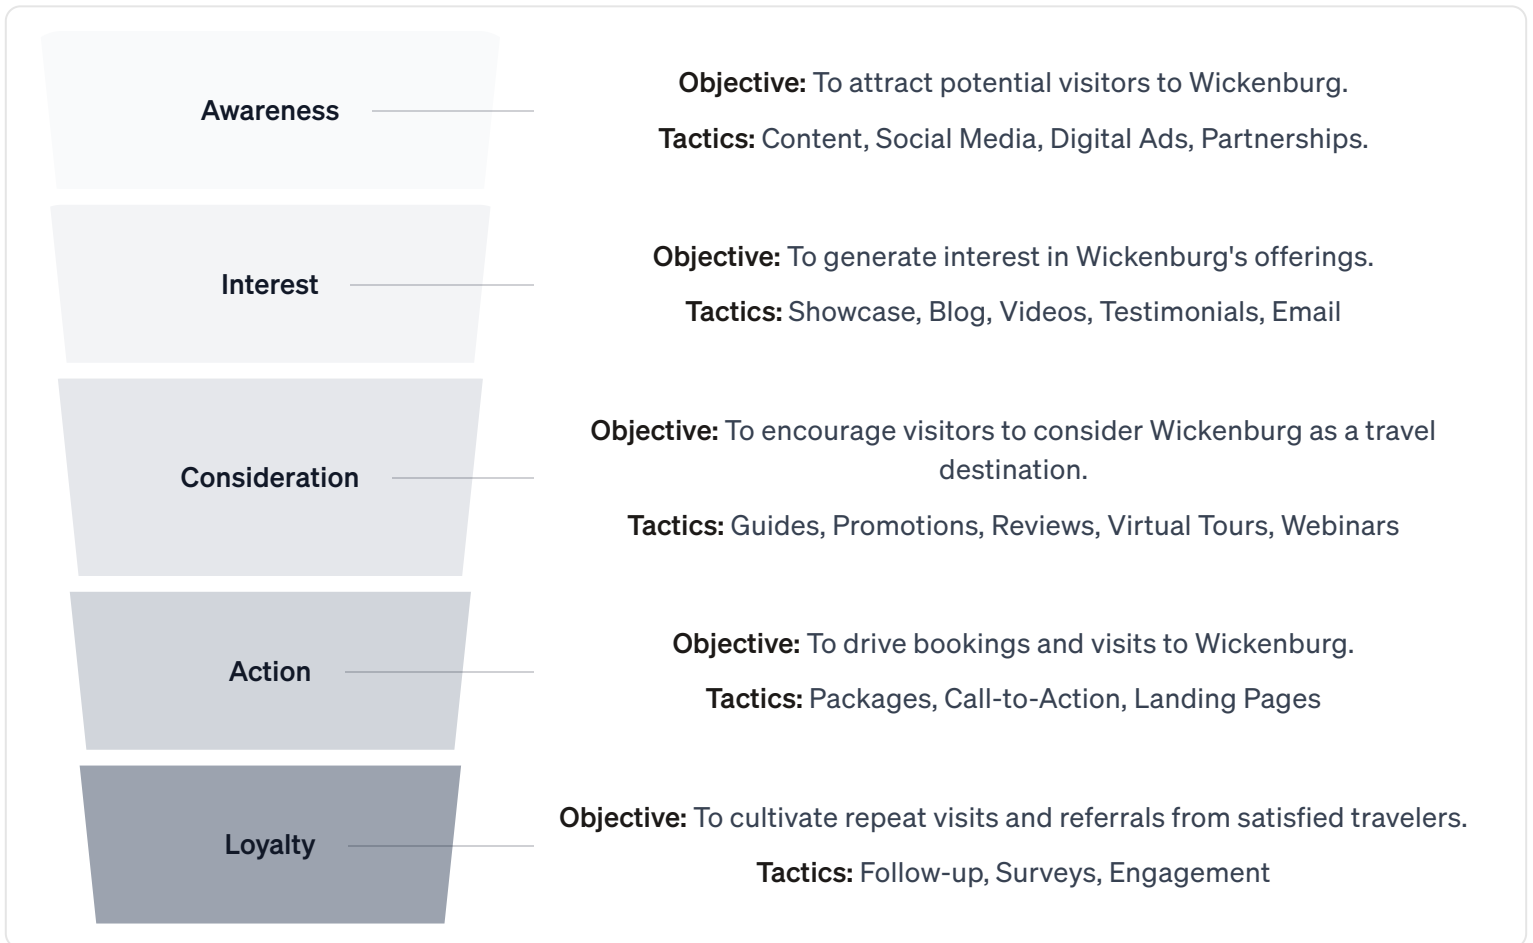 Awareness
Objective: To attract potential visitors to Wickenburg.
Tactics: Content, Social Media, Digital Ads, Partnerships.
Interest
Objective: To generate interest in Wickenburg's offerings.
Tactics: Showcase, Blog, Videos, Testimonials, Email
Consideration
Objective: To encourage visitors to consider Wickenburg as a travel
destination.
Tactics: Guides, Promotions, Reviews, Virtual Tours, Webinars
Action
Objective: To drive bookings and visits to Wickenburg.
Tactics: Packages, Call-to-Action, Landing Pages
Loyalty
Objective: To cultivate repeat visits and referrals from satisfied travelers.
Tactics: Follow-up, Surveys, Engagement